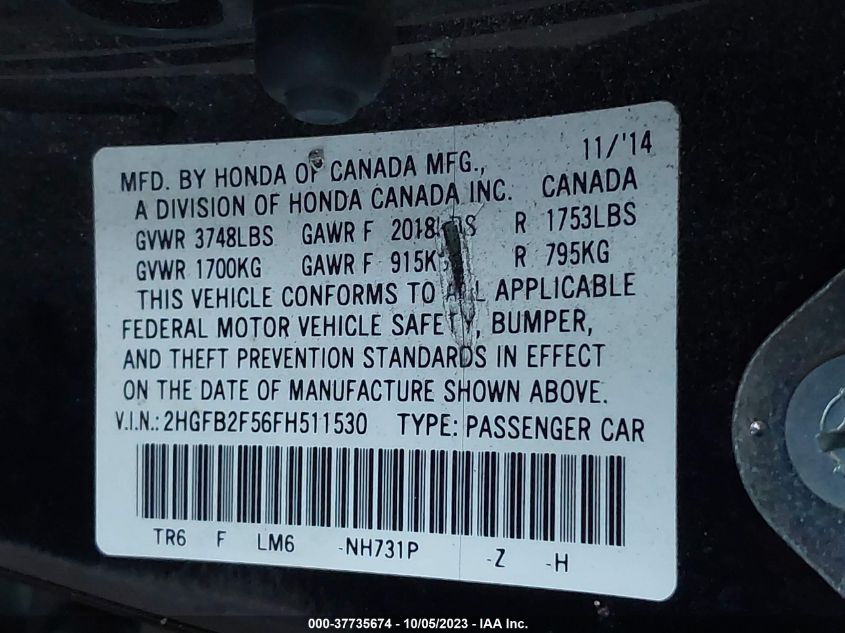 11/'14
MFD. BY HONDA OF CANADA MFG.,
A DIVISION OF HONDA CANADA INC. CANADA
GVWR 3748LBS GAWR F 2018LBS R 1753LBS
GVWR 1700KG GAWR F 915KG R 795KG
THIS VEHICLE CONFORMS TO ALL APPLICABLE
FEDERAL MOTOR VEHICLE SAFETY, BUMPER,
AND THEFT PREVENTION STANDARDS IN EFFECT
ON THE DATE OF MANUFACTURE SHOWN ABOVE.
V.I.N.: 2HGFB2F56FH511530 TYPE: PASSENGER CAR
TR6 F LM6 -NH731P -Z -H
000-37735674 - 10/05/2023 - IAA Inc.